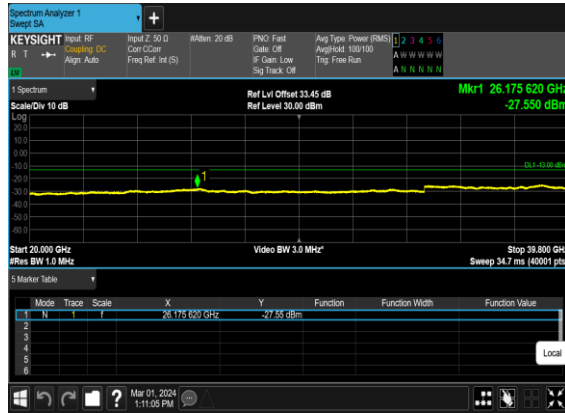 Spectrum Analyzer 1
Swept SA
+
KEYSIGHT Input: RF Input Z: 50 Ω #Atten: 20 dB PNO: Fast Avg Type: Power (RMS) 1 2 3 4 5 6
R T Coupling: DC Corr CCorr Gate: Off Avg|Hold: 100/100 A W W W W W
Align: Auto Freq Ref: Int (S) IF Gain: Low Trig: Free Run
LW Sig Track: Off A N N N N N
1 Spectrum Ref Lvl Offset 33.45 dB Mkr1 26.175 620 GHz
Scale/Div 10 dB Ref Level 30.00 dBm -27.550 dBm
Log
20.0
10.0
0.00
-10.0 DL1 -13.00 dBm
-20.0 1
-30.0
-40.0
-50.0
-60.0
Start 20.000 GHz Video BW 3.0 MHz* Stop 39.800 GHz
#Res BW 1.0 MHz Sweep 34.7 ms (40001 pts)
5 Marker Table
Mode Trace Scale X Y Function Function Width Function Value
1 N 1 f 26.175 620 GHz -27.55 dBm
2
3
4
5
6
Local
? Mar 01, 2024
1:11:05 PM